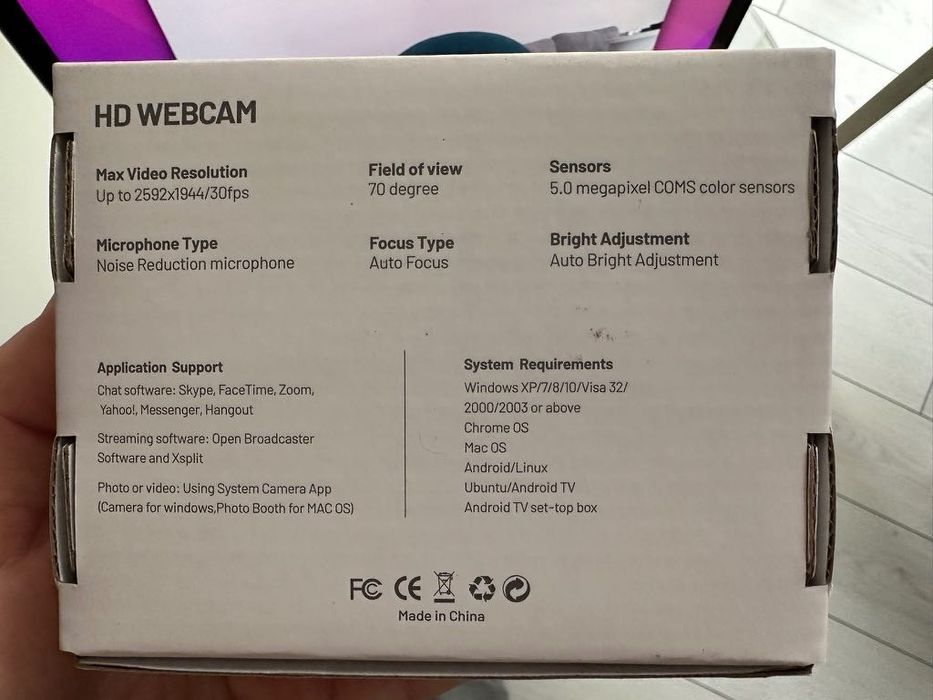 HD WEBCAM
Max Video Resolution
Up to 2592x1944/30fps
Field of view
70 degree
Sensors
5.0 megapixel COMS color sensors
Microphone Type
Noise Reduction microphone
Focus Type
Auto Focus
Bright Adjustment
Auto Bright Adjustment
Application Support
Chat software: Skype, FaceTime, Zoom,
Yahoo!, Messenger, Hangout
Streaming software: Open Broadcaster
Software and Xsplit
Photo or video: Using System Camera App
(Camera for windows,Photo Booth for MAC OS)
System Requirements
Windows XP/7/8/10/Visa 32/
2000/2003 or above
Chrome OS
Mac OS
Android/Linux
Ubuntu/Android TV
Android TV set-top box
FC CE
Made in China